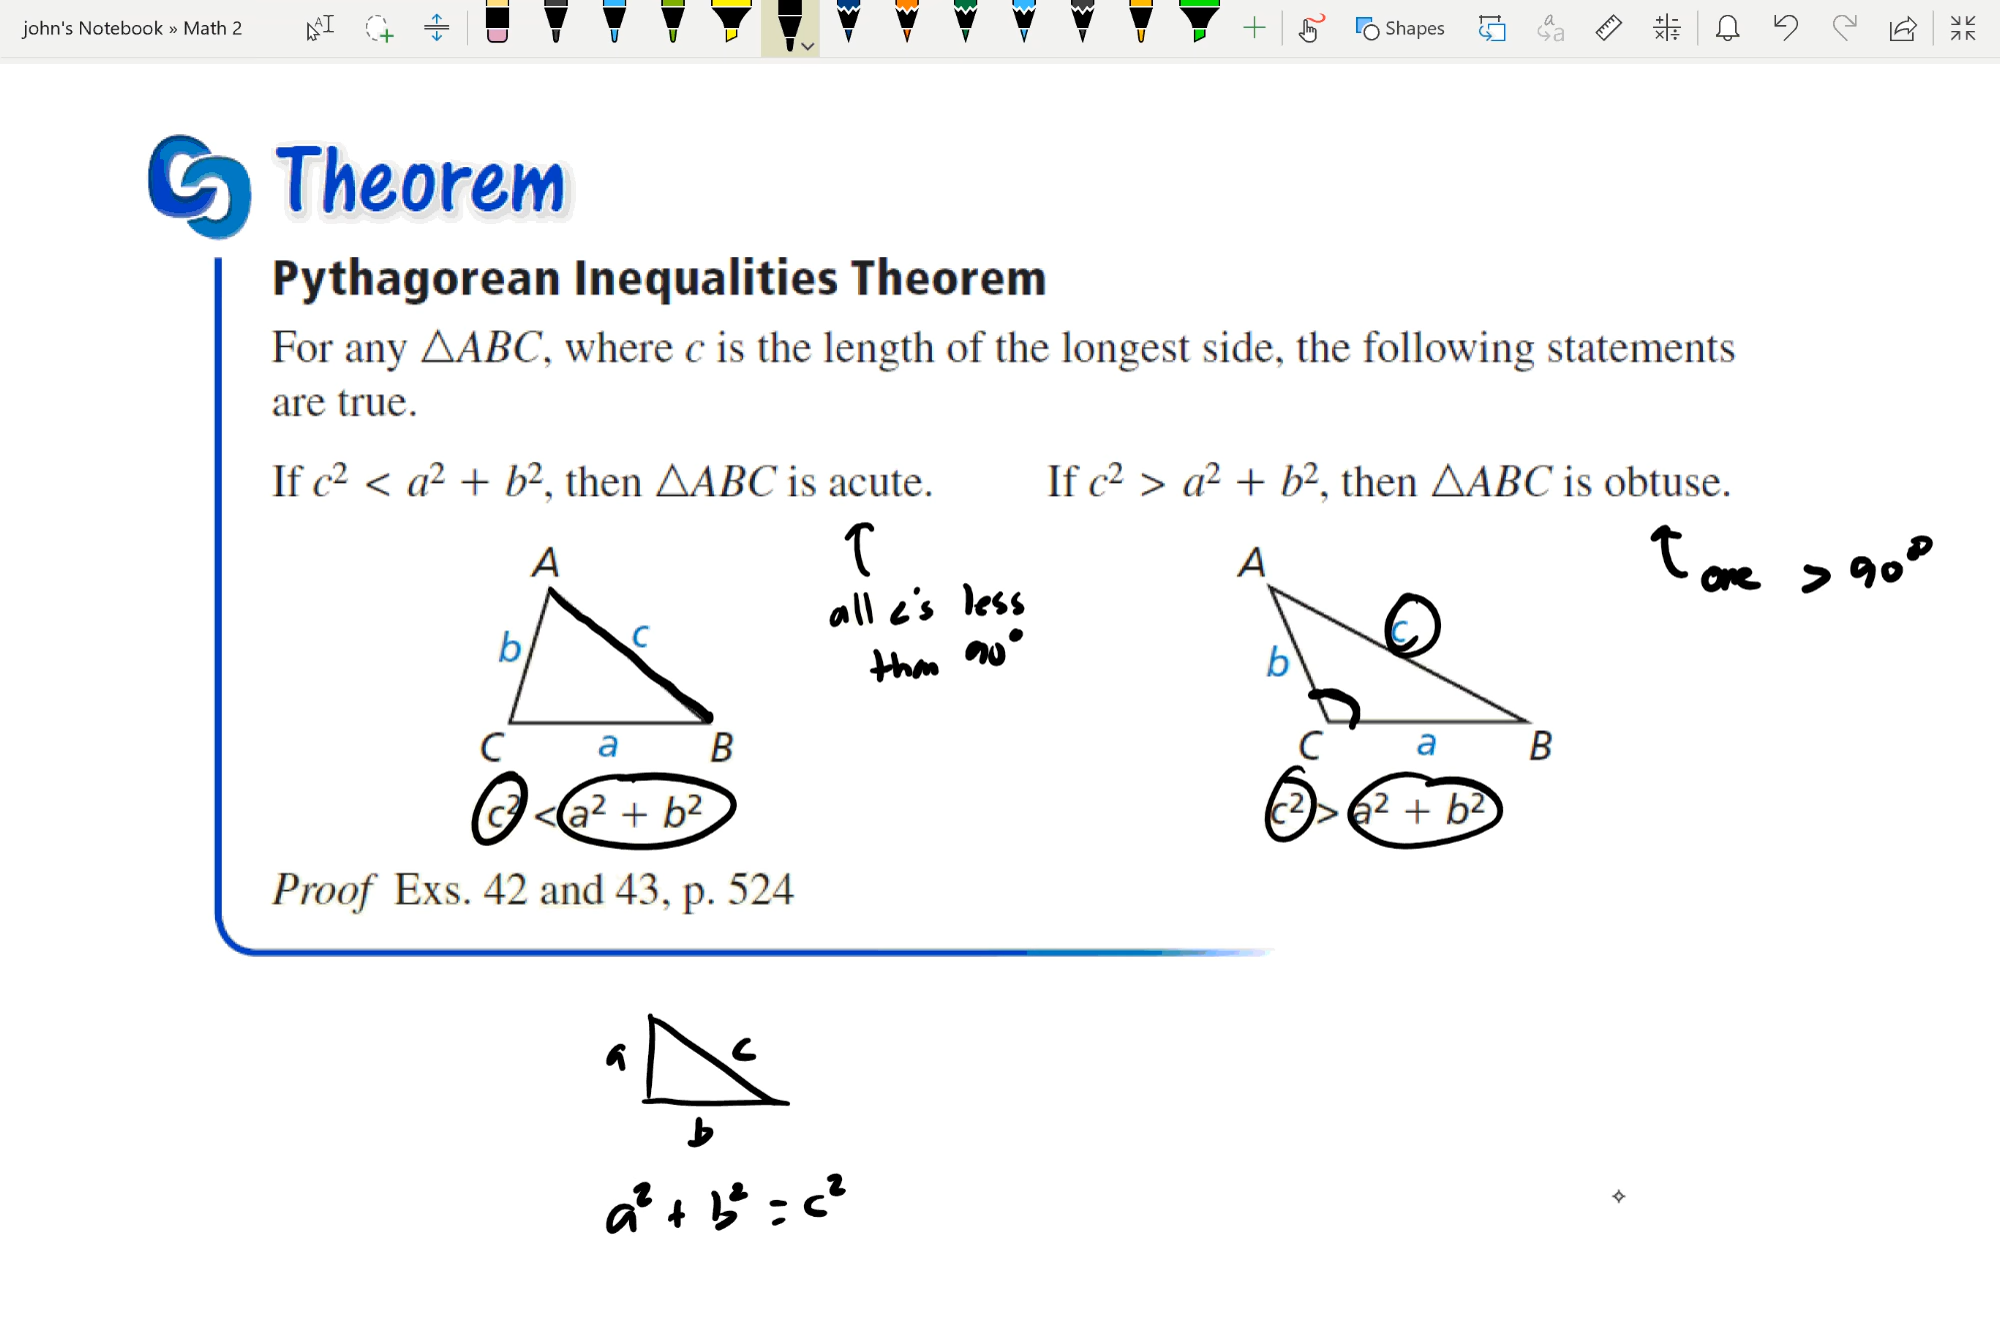 john's Notebook » Math 2
Shapes
Theorem
Pythagorean Inequalities Theorem
For any △ABC, where c is the length of the longest side, the following statements
are true.
If c² < a² + b², then △ABC is acute.
If c² > a² + b², then △ABC is obtuse.
all ∠'s less
than 90°
one > 90°
A
b
c
C
a
B
c² < a² + b²
A
b
c
C
a
B
c² > a² + b²
Proof Exs. 42 and 43, p. 524
a
c
b
a² + b² = c²